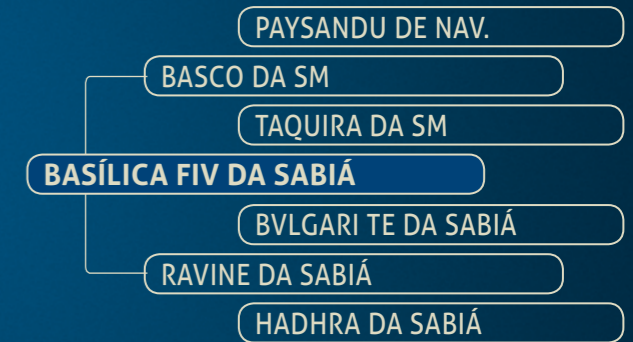 PAYSANDU DE NAV.
BASCO DA SM
TAQUIRA DA SM
BASÍLICA FIV DA SABIÁ
BVLGARI TE DA SABIÁ
RAVINE DA SABIÁ
HADHRA DA SABIÁ